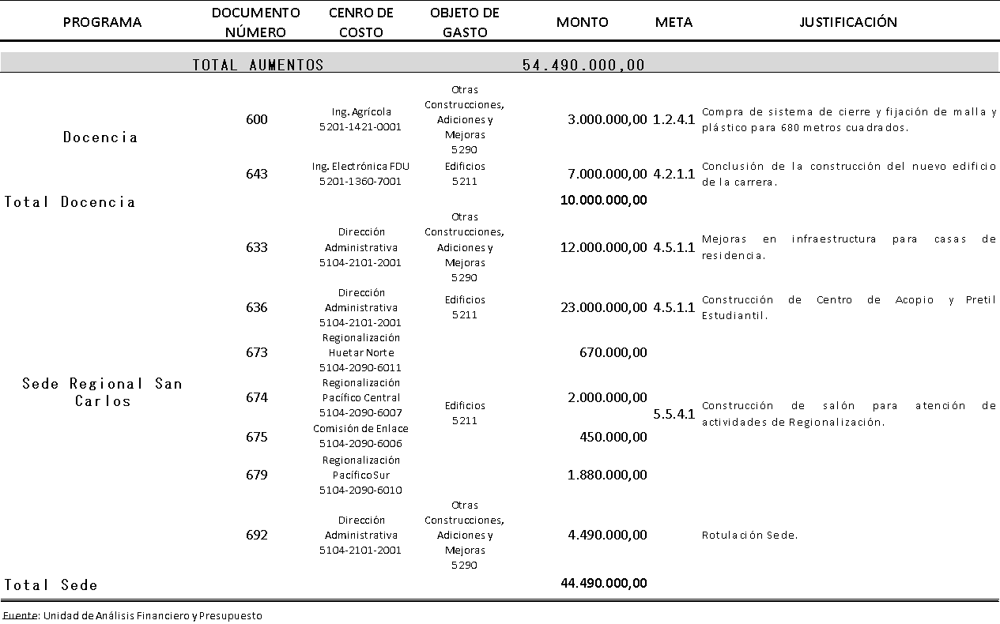 PROGRAMA DOCUMENTO NÚMERO CENRO DE COSTO OBJETO DE GASTO MONTO META JUSTIFICACIÓN
TOTAL AUMENTOS 54.490.000,00
Docencia
600
Ing. Agrícola
5201-1421-0001
Otras
Construcciones,
Adiciones y
Mejoras
5290
3.000.000,00 1.2.4.1
Compra de sistema de cierre y fijación de malla y
plástico para 680 metros cuadrados.
643
Ing. Electrónica FDU
5201-1360-7001
Edificios
5211
7.000.000,00 4.2.1.1
Conclusión de la construcción del nuevo edificio
de la carrera.
Total Docencia 10.000.000,00
Sede Regional San
Carlos
633
Dirección
Administrativa
5104-2101-2001
Otras
Construcciones,
Adiciones y
Mejoras
5290
12.000.000,00 4.5.1.1
Mejoras en infraestructura para casas de
residencia.
636
Dirección
Administrativa
5104-2101-2001
Edificios
5211
23.000.000,00 4.5.1.1
Construcción de Centro de Acopio y Pretil
Estudiantil.
673
Regionalización
Huetar Norte
5104-2090-6011
670.000,00
674
Regionalización
Pacífico Central
5104-2090-6007
Edificios
5211
2.000.000,00
5.5.4.1
Construcción de salón para atención de
actividades de Regionalización.
675
Comisión de Enlace
5104-2090-6006
450.000,00
679
Regionalización
Pacífico Sur
5104-2090-6010
1.880.000,00
692
Dirección
Administrativa
5104-2101-2001
Otras
Construcciones,
Adiciones y
Mejoras
5290
4.490.000,00
Rotulación Sede.
Total Sede 44.490.000,00
Fuente: Unidad de Análisis Financiero y Presupuesto